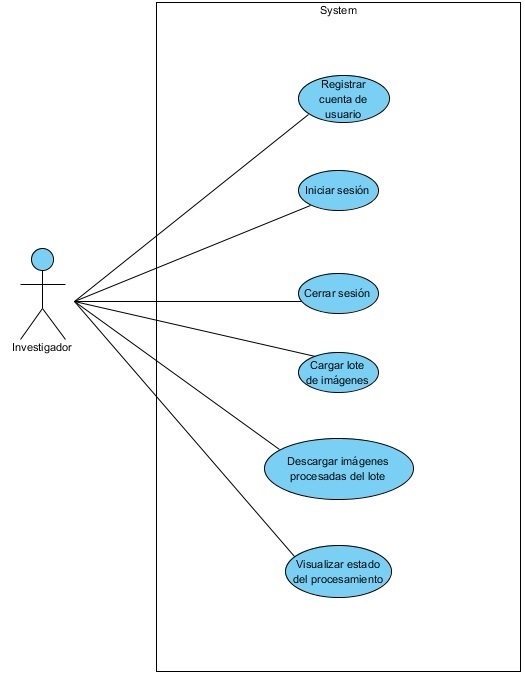 System
Registrar
cuenta de
usuario
Iniciar sesión
Cerrar sesión
Investigador
Cargar lote
de imágenes
Descargar imágenes
procesadas del lote
Visualizar estado
del procesamiento